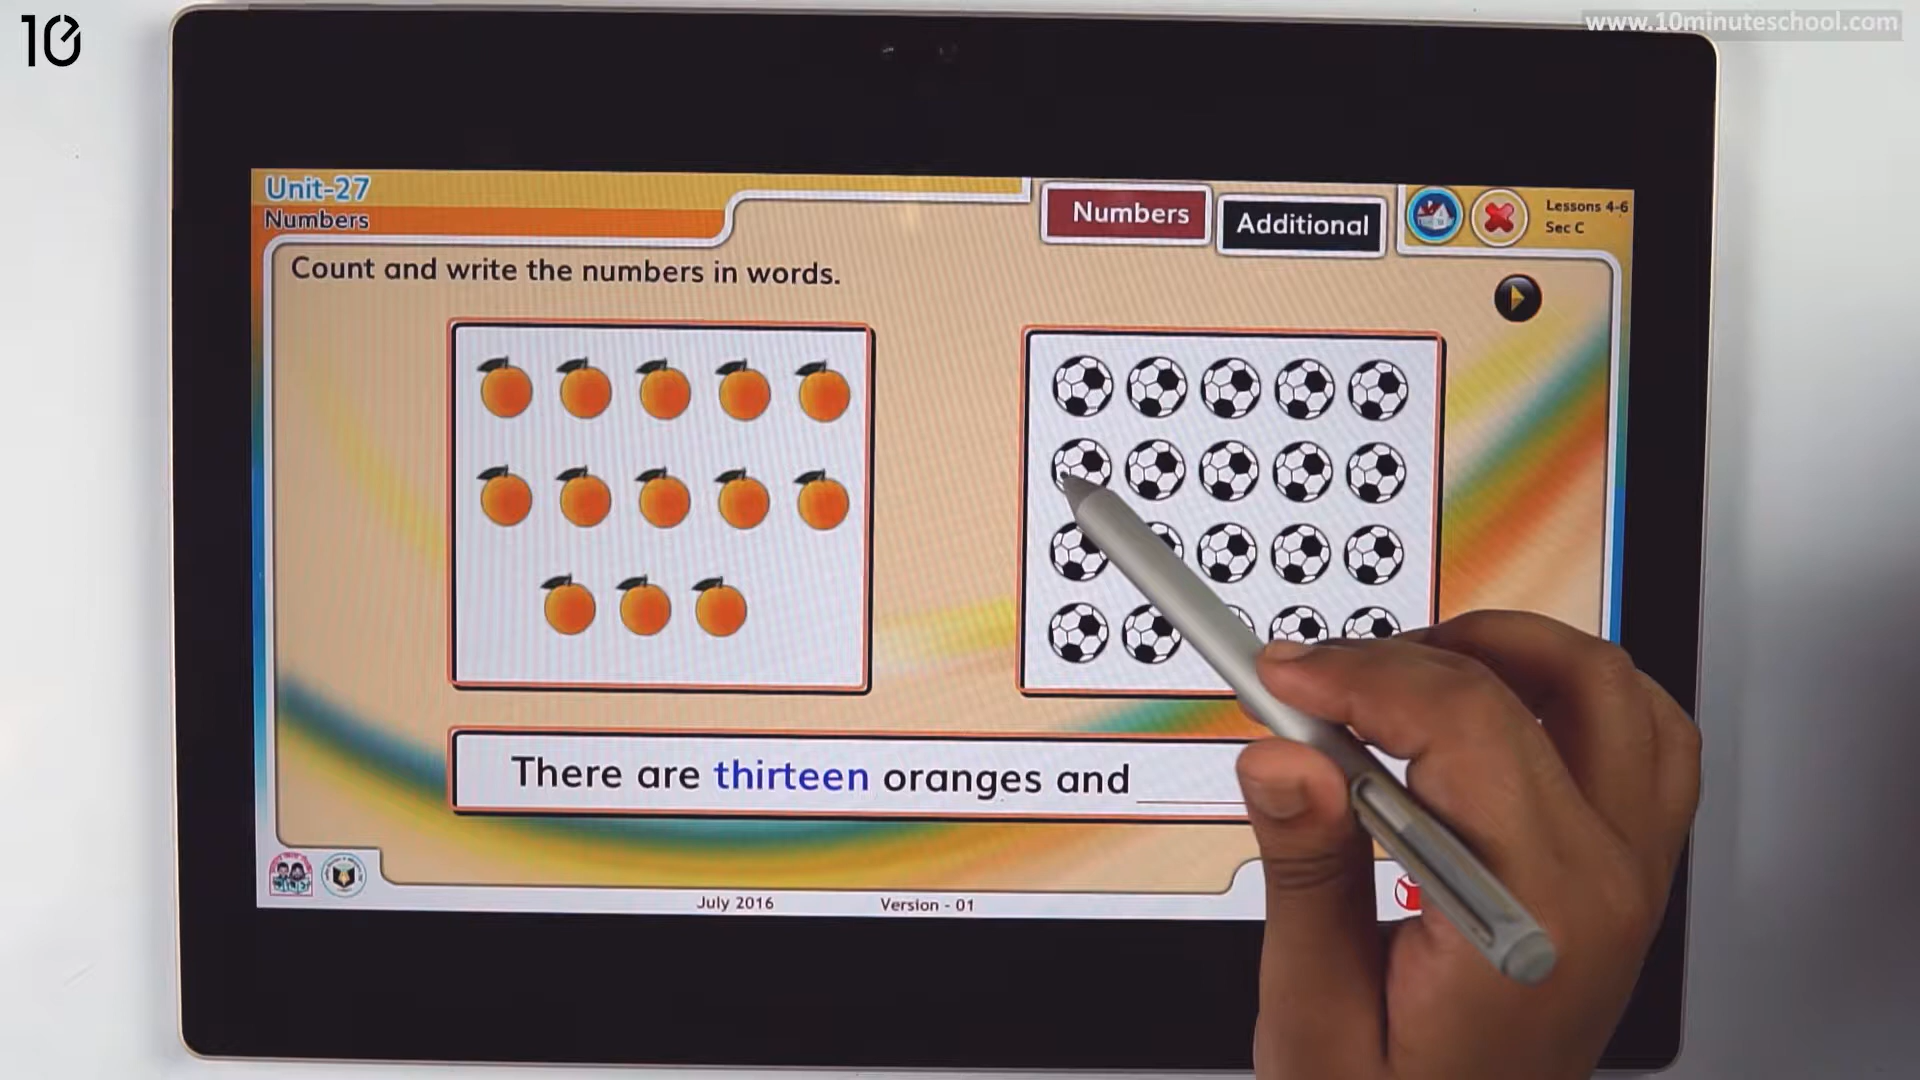 10
www.10minuteschool.com
Unit-27
Numbers
Numbers
Additional
Lessons 4-6
Sec C
Count and write the numbers in words.
There are thirteen oranges and
July 2016
Version - 01